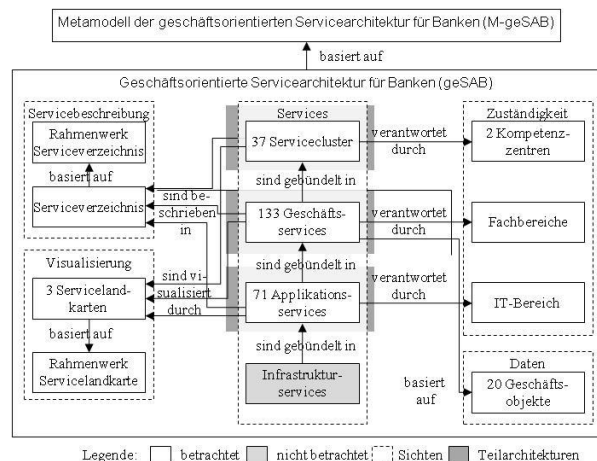 Metamodell der geschäftsorientierten Servicearchitektur für Banken (M-geSAB)
basiert auf
Geschäftsorientierte Servicearchitektur für Banken (geSAB)
Servicebeschreibung
Rahmenwerk
Serviceverzeichnis
basiert auf
Serviceverzeichnis
sind be-
schrieben
in
Visualisierung
3 Serviceland-
karten
sind vi-
sualisiert
durch
basiert auf
Rahmenwerk
Servicelandkarte
Services
37 Servicecluster
sind gebündelt in
133 Geschäfts-
services
sind gebündelt in
71 Applikations-
services
sind gebündelt in
Infrastruktur-
services
verantwortet
durch
verantwortet
durch
verantwortet
durch
basiert
auf
Zuständigkeit
2 Kompetenz-
zentren
Fachbereiche
IT-Bereich
Daten
20 Geschäfts-
objekte
Legende: betrachtet nicht betrachtet Sichten Teilarchitekturen